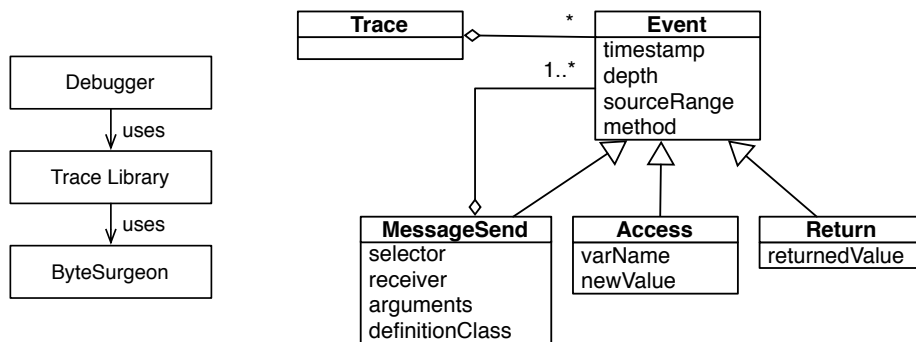 Debugger
uses
Trace Library
uses
ByteSurgeon
Trace
*
1..*
Event
timestamp
depth
sourceRange
method
MessageSend
selector
receiver
arguments
definitionClass
Access
varName
newValue
Return
returnedValue